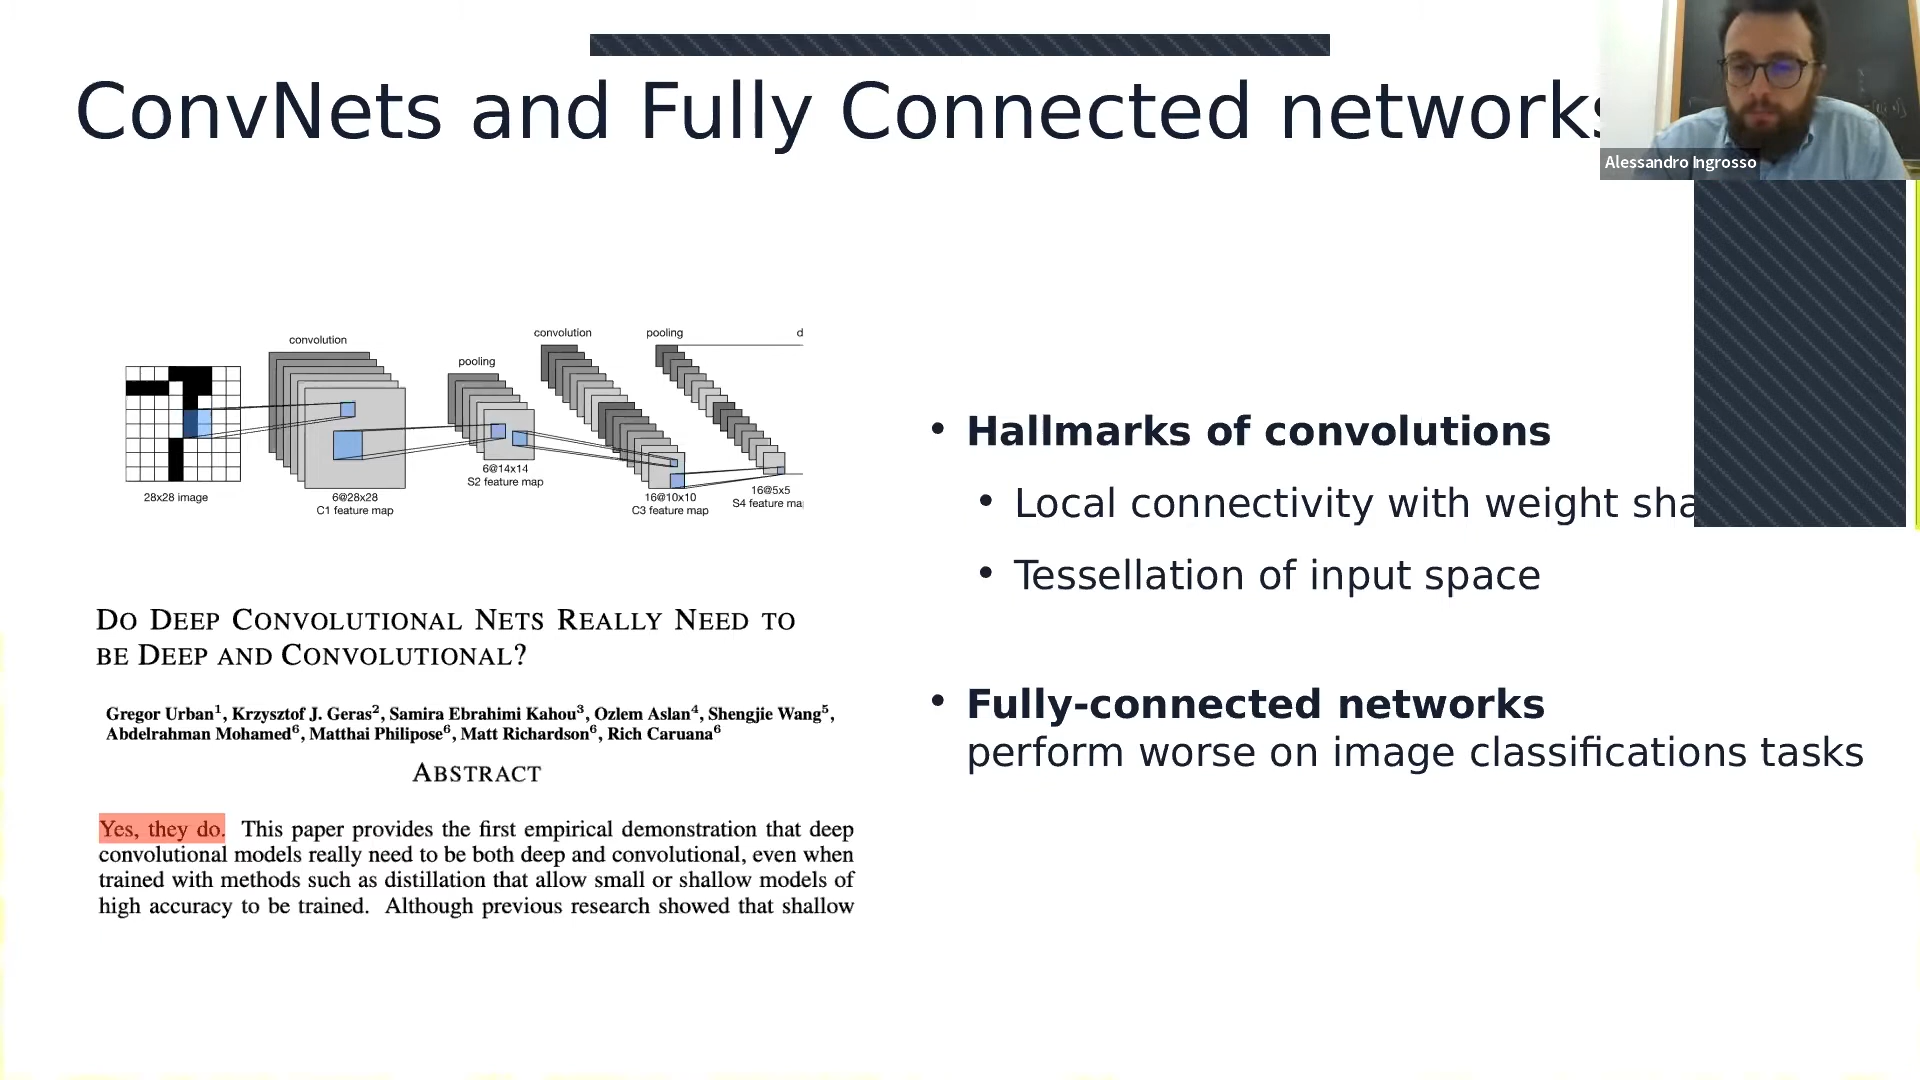 ConvNets and Fully Connected networks
Alessandro Ingrosso
convolution
pooling
convolution
pooling
d
28x28 image
6@28x28
C1 feature map
6@14x14
S2 feature map
16@10x10
C3 feature map
16@5x5
S4 feature ma
DO DEEP CONVOLUTIONAL NETS REALLY NEED TO
BE DEEP AND CONVOLUTIONAL?
Gregor Urban¹, Krzysztof J. Geras², Samira Ebrahimi Kahou³, Ozlem Aslan⁴, Shengjie Wang⁵,
Abdelrahman Mohamed⁶, Matthai Philipose⁶, Matt Richardson⁶, Rich Caruana⁶
ABSTRACT
Yes, they do. This paper provides the first empirical demonstration that deep
convolutional models really need to be both deep and convolutional, even when
trained with methods such as distillation that allow small or shallow models of
high accuracy to be trained. Although previous research showed that shallow
• Hallmarks of convolutions
• Local connectivity with weight sha
• Tessellation of input space
• Fully-connected networks
perform worse on image classifications tasks